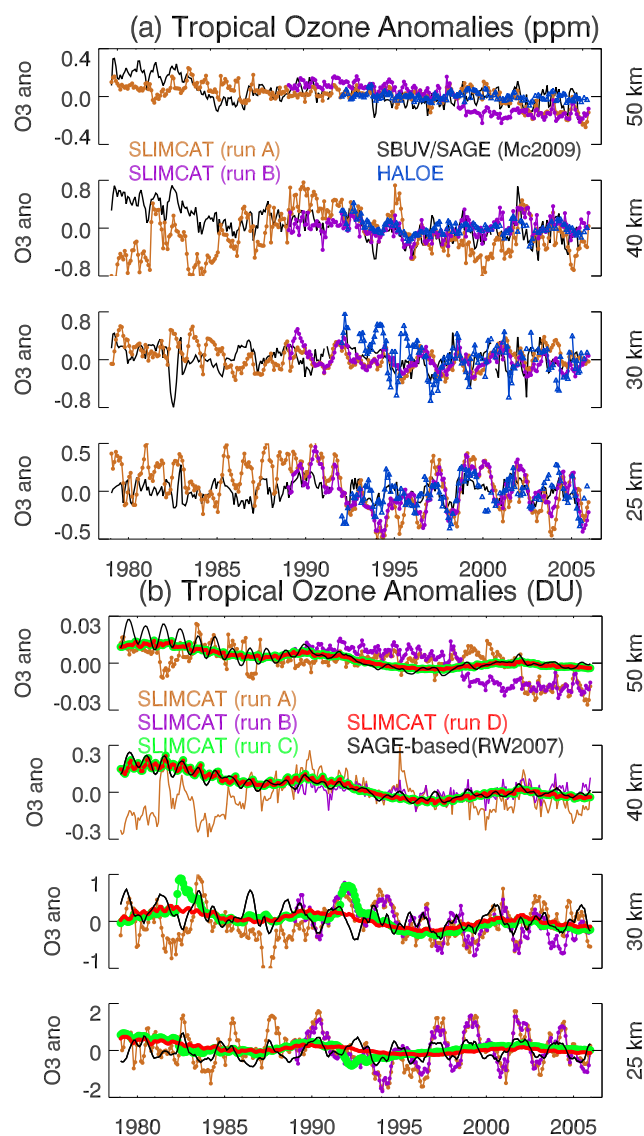 (a) Tropical Ozone Anomalies (ppm)
0.4
0.0
-0.4
O3 ano
50 km
SLIMCAT (run A)
SBUV/SAGE (Mc2009)
SLIMCAT (run B)
HALOE
0.8
0.0
-0.8
O3 ano
40 km
0.8
0.0
-0.8
O3 ano
30 km
0.5
0.0
-0.5
O3 ano
25 km
1980 1985 1990 1995 2000 2005
(b) Tropical Ozone Anomalies (DU)
0.03
0.00
-0.03
O3 ano
50 km
SLIMCAT (run A)
SLIMCAT (run B)
SLIMCAT (run D)
SLIMCAT (run C)
SAGE-based(RW2007)
0.3
0.0
-0.3
O3 ano
40 km
1
0
-1
O3 ano
30 km
2
0
-2
O3 ano
25 km
1980 1985 1990 1995 2000 2005